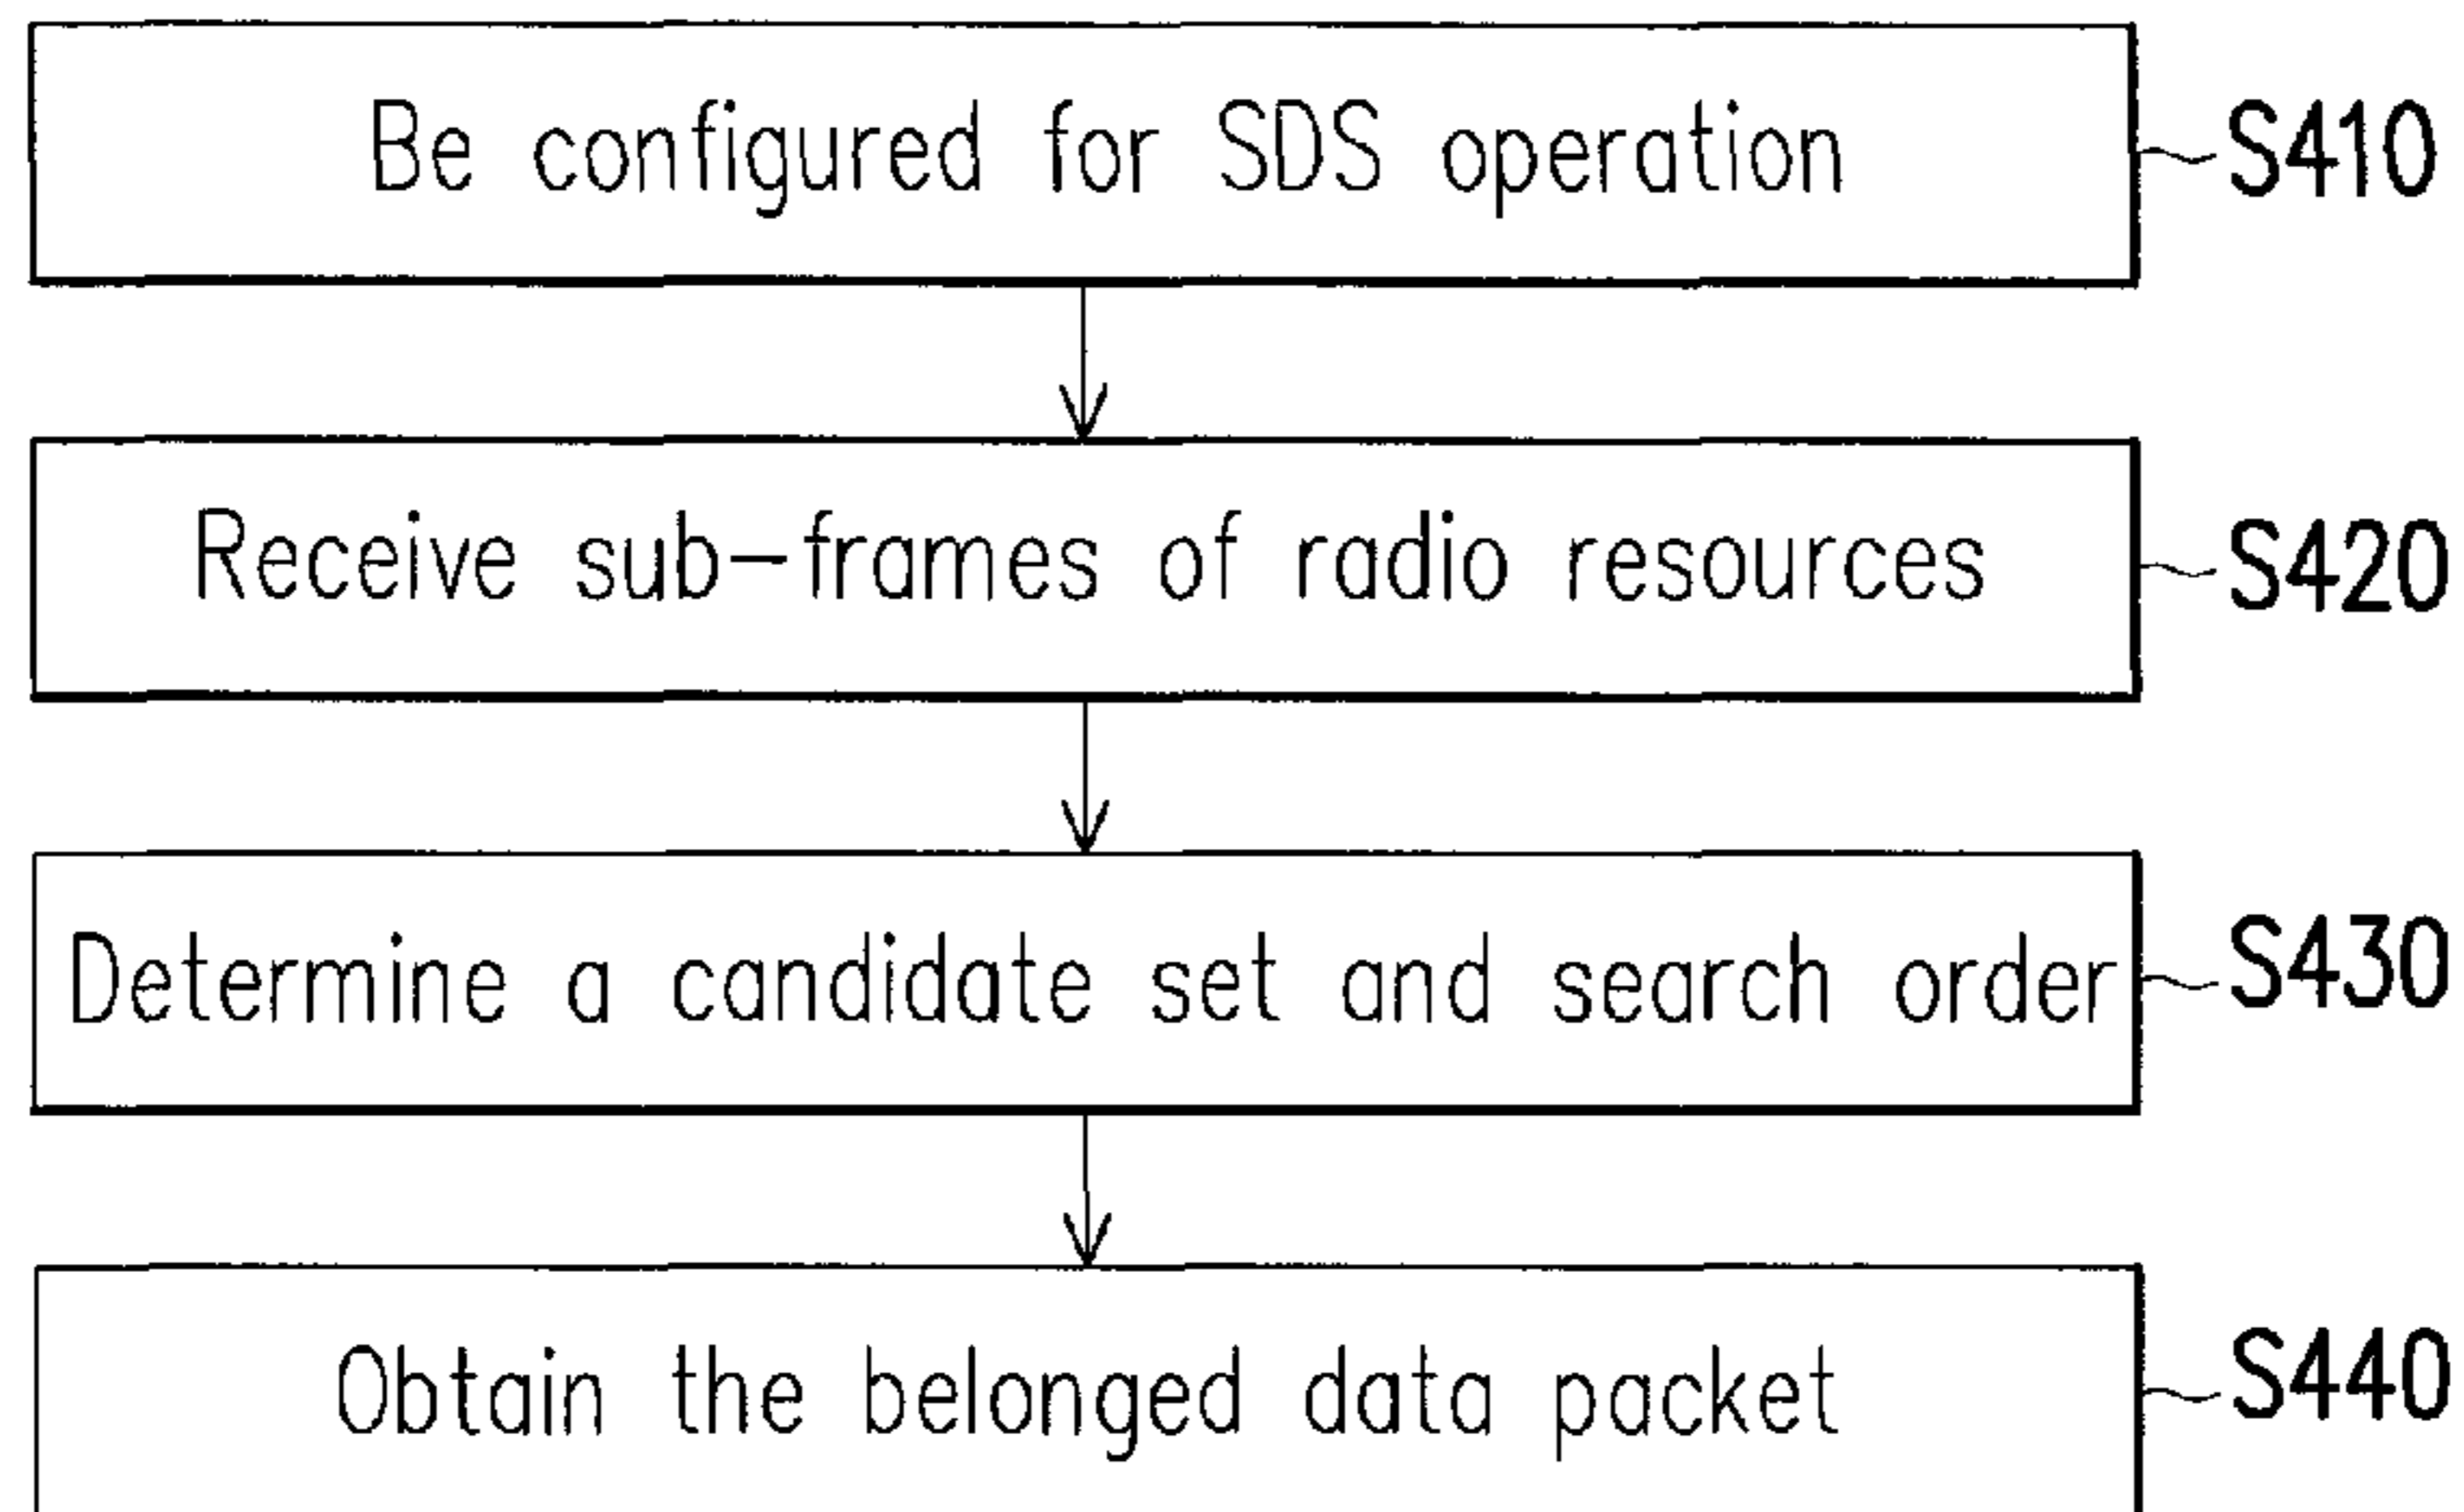 Be configured for SDS operation S410
Receive sub-frames of radio resources S420
Determine a candidate set and search order S430
Obtain the belonged data packet S440